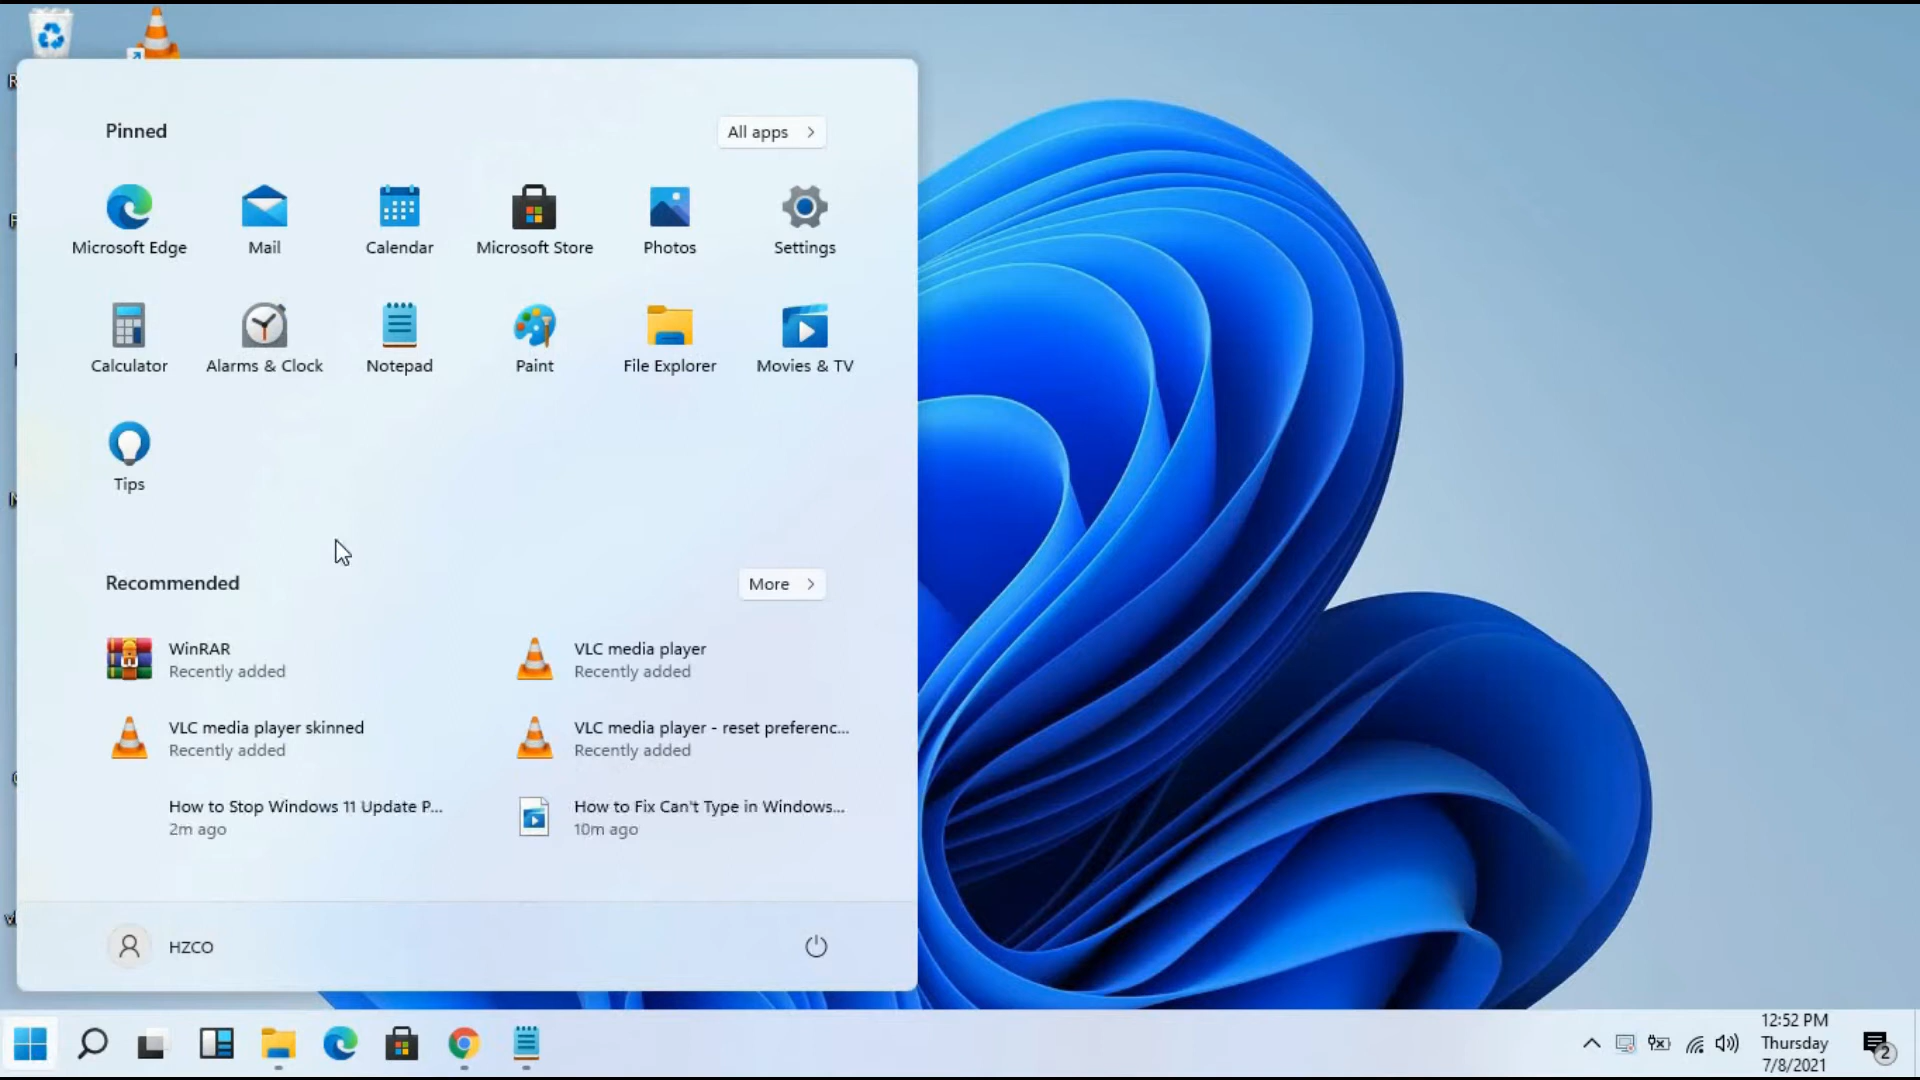 Pinned
All apps
Microsoft Edge
Mail
Calendar
Microsoft Store
Photos
Settings
Calculator
Alarms & Clock
Notepad
Paint
File Explorer
Movies & TV
Tips
Recommended
More
WinRAR
Recently added
VLC media player
Recently added
VLC media player skinned
Recently added
VLC media player - reset preferenc...
Recently added
How to Stop Windows 11 Update P...
2m ago
How to Fix Can't Type in Windows...
10m ago
HZCO
12:52 PM
Thursday
7/8/2021
2